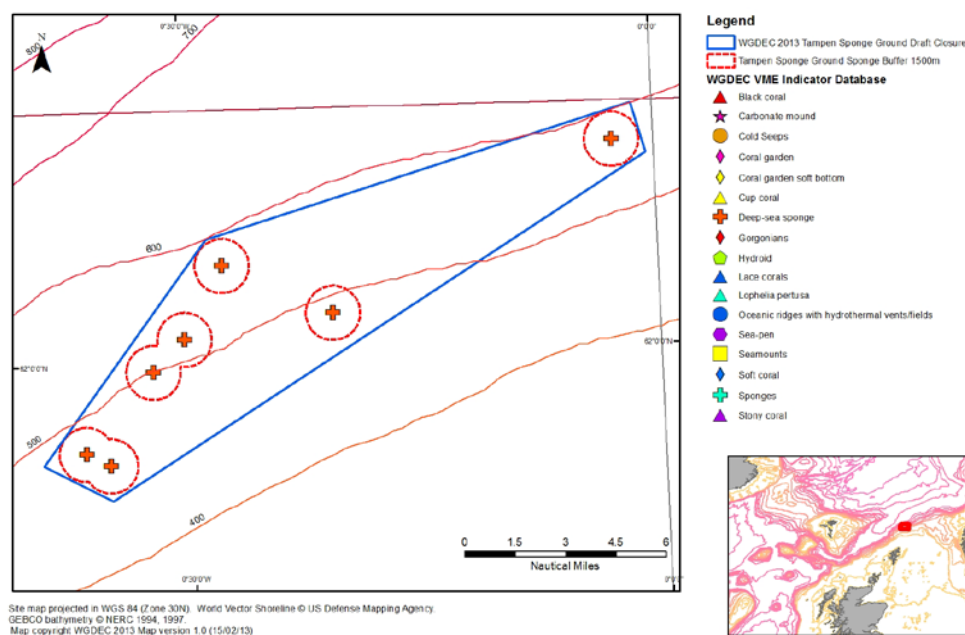 0°30'0"W
0°0'0"
800
700
600
62°0'0"N
62°0'0"N
500
400
0 1.5 3 4.5 6
Nautical Miles
0°30'0"W
0°0'0"
Legend
WGDEC 2013 Tampen Sponge Ground Draft Closure
Tampen Sponge Ground Sponge Buffer 1500m
WGDEC VME Indicator Database
Black coral
Carbonate mound
Cold Seeps
Coral garden
Coral garden soft bottom
Cup coral
Deep-sea sponge
Gorgonians
Hydroid
Lace corals
Lophelia pertusa
Oceanic ridges with hydrothermal vents/fields
Sea-pen
Seamounts
Soft coral
Sponges
Stony coral
Site map projected in WGS 84 (Zone 30N). World Vector Shoreline © US Defense Mapping Agency.
GEBCO bathymetry © NERC 1994, 1997.
Map copyright WGDEC 2013 Map version 1.0 (15/02/13)